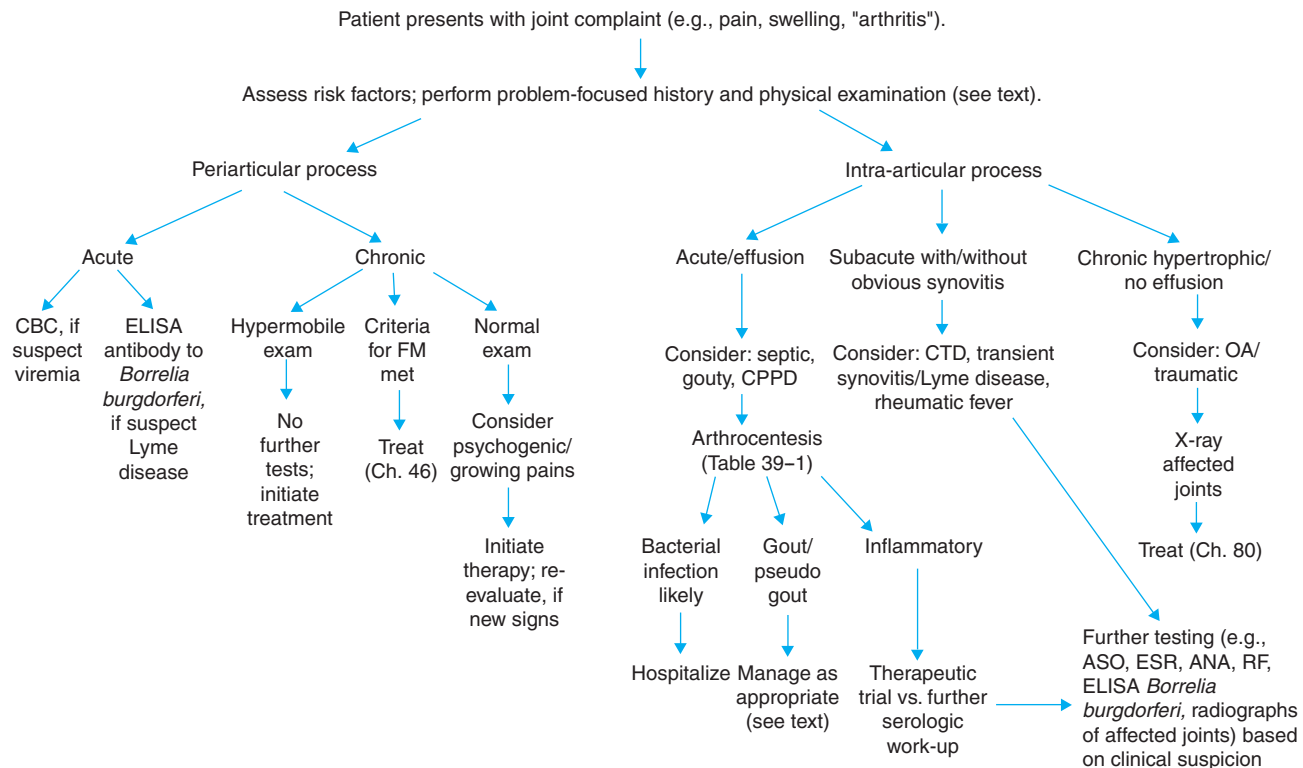 Patient presents with joint complaint (e.g., pain, swelling, "arthritis").
Assess risk factors; perform problem-focused history and physical examination (see text).
Periarticular process
Intra-articular process
Acute
Chronic
Acute/effusion
Subacute with/without
obvious synovitis
Chronic hypertrophic/
no effusion
CBC, if
suspect
viremia
ELISA
antibody to
Borrelia
burgdorferi,
if suspect
Lyme
disease
Hypermobile
exam
No
further
tests;
initiate
treatment
Criteria
for FM
met
Treat
(Ch. 46)
Normal
exam
Consider
psychogenic/
growing pains
Initiate
therapy; re-
evaluate, if
new signs
Consider: septic,
gouty, CPPD
Arthrocentesis
(Table 39–1)
Bacterial
infection
likely
Hospitalize
Gout/
pseudo
gout
Manage as
appropriate
(see text)
Inflammatory
Therapeutic
trial vs. further
serologic
work-up
Consider: CTD, transient
synovitis/Lyme disease,
rheumatic fever
Consider: OA/
traumatic
X-ray
affected
joints
Treat (Ch. 80)
Further testing (e.g.,
ASO, ESR, ANA, RF,
ELISA Borrelia
burgdorferi, radiographs
of affected joints) based
on clinical suspicion